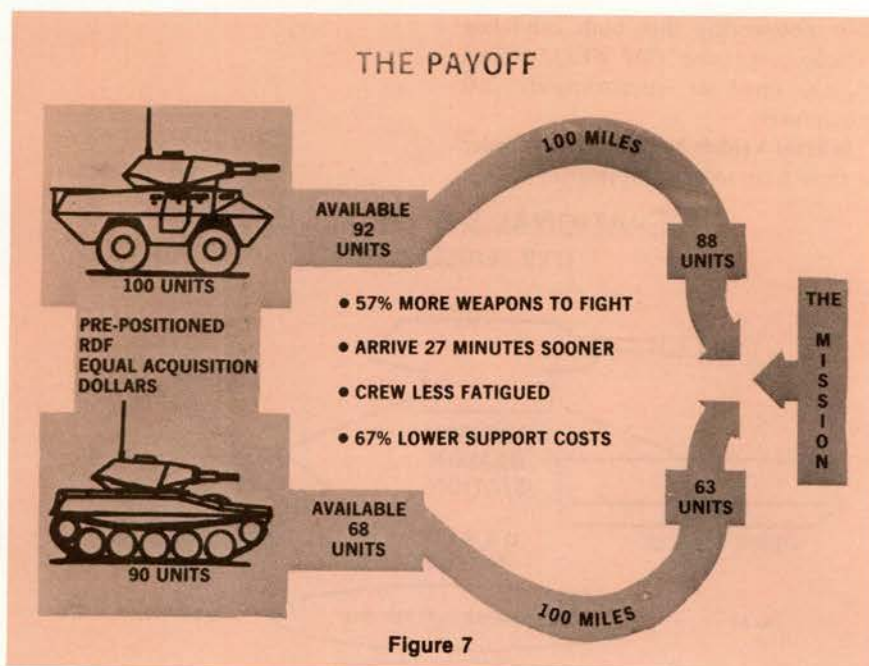 THE PAYOFF
100 UNITS
AVAILABLE
92
UNITS
100 MILES
88
UNITS
PRE-POSITIONED
RDF
EQUAL ACQUISITION
DOLLARS
• 57% MORE WEAPONS TO FIGHT
• ARRIVE 27 MINUTES SOONER
• CREW LESS FATIGUED
• 67% LOWER SUPPORT COSTS
THE
MISSION
90 UNITS
AVAILABLE
68
UNITS
100 MILES
63
UNITS
Figure 7